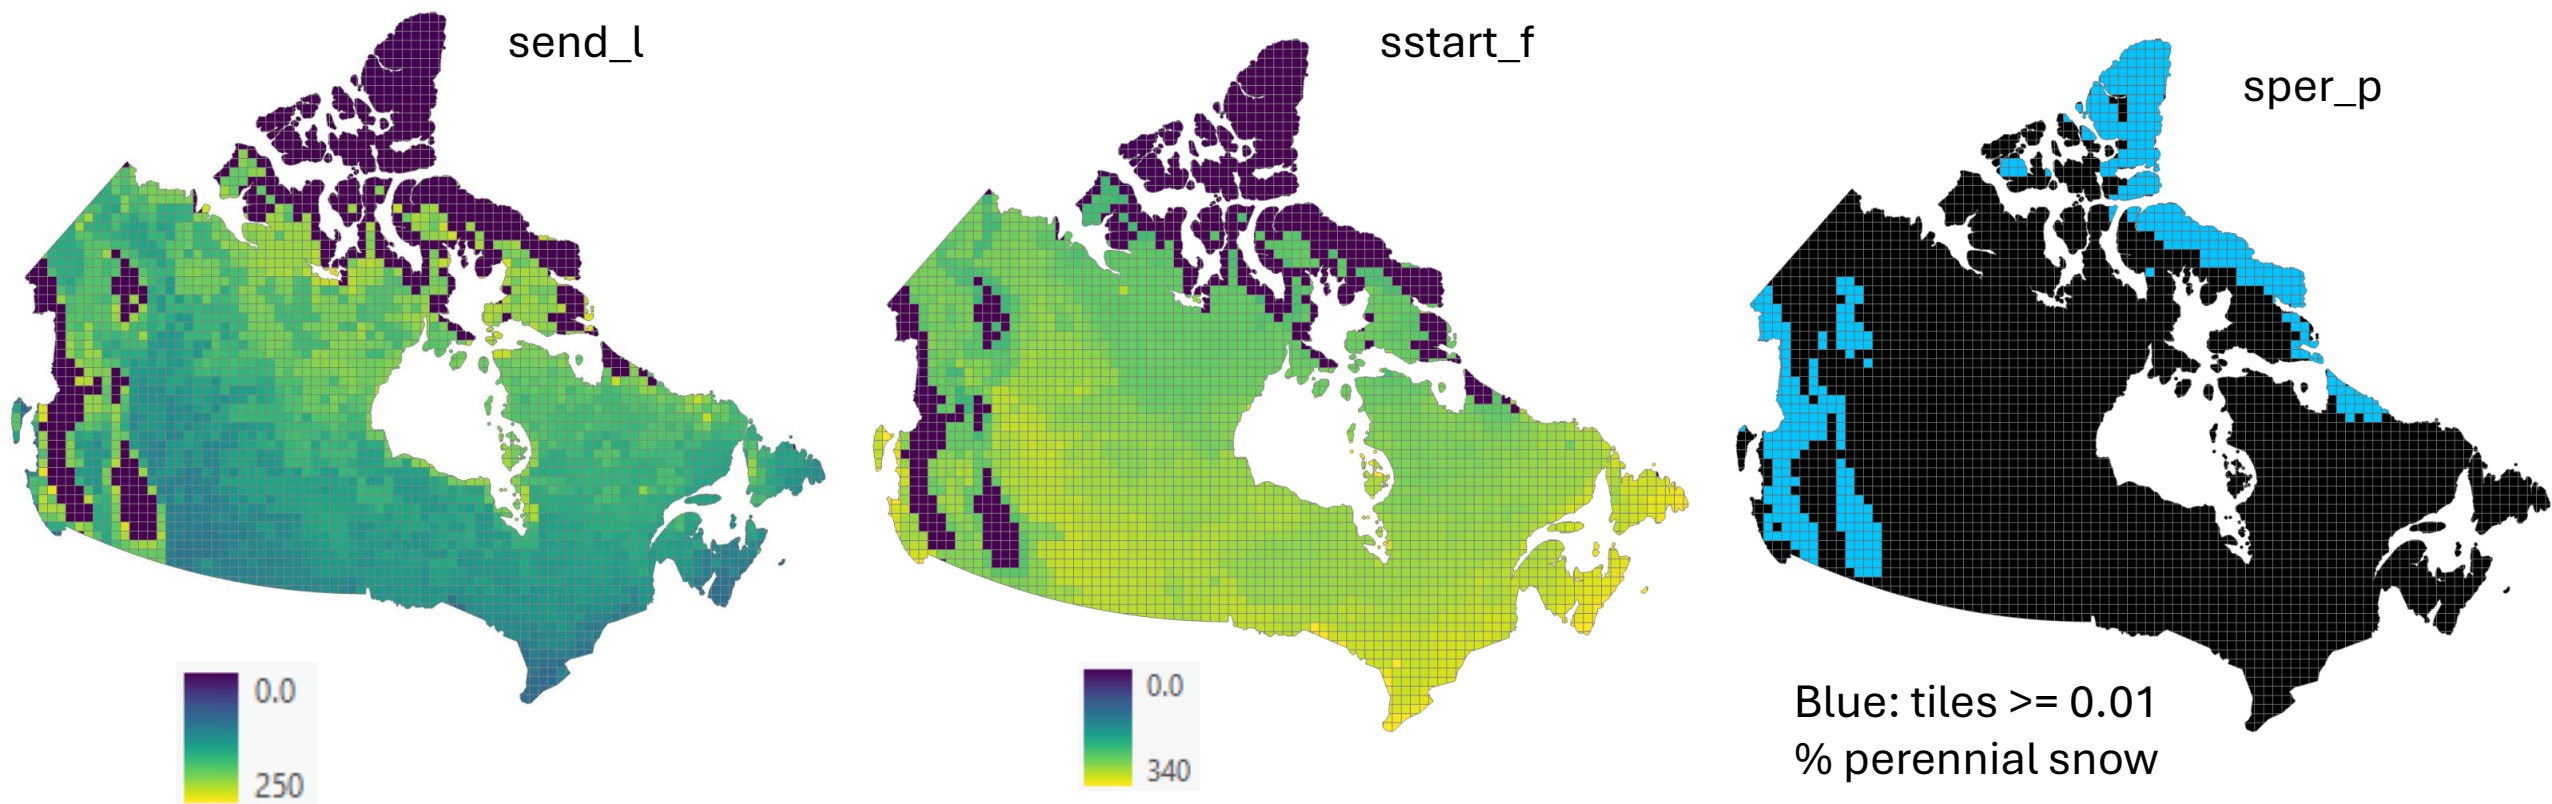 send_l
sstart_f
sper_p
0.0
250
0.0
340
Blue: tiles >= 0.01
% perennial snow